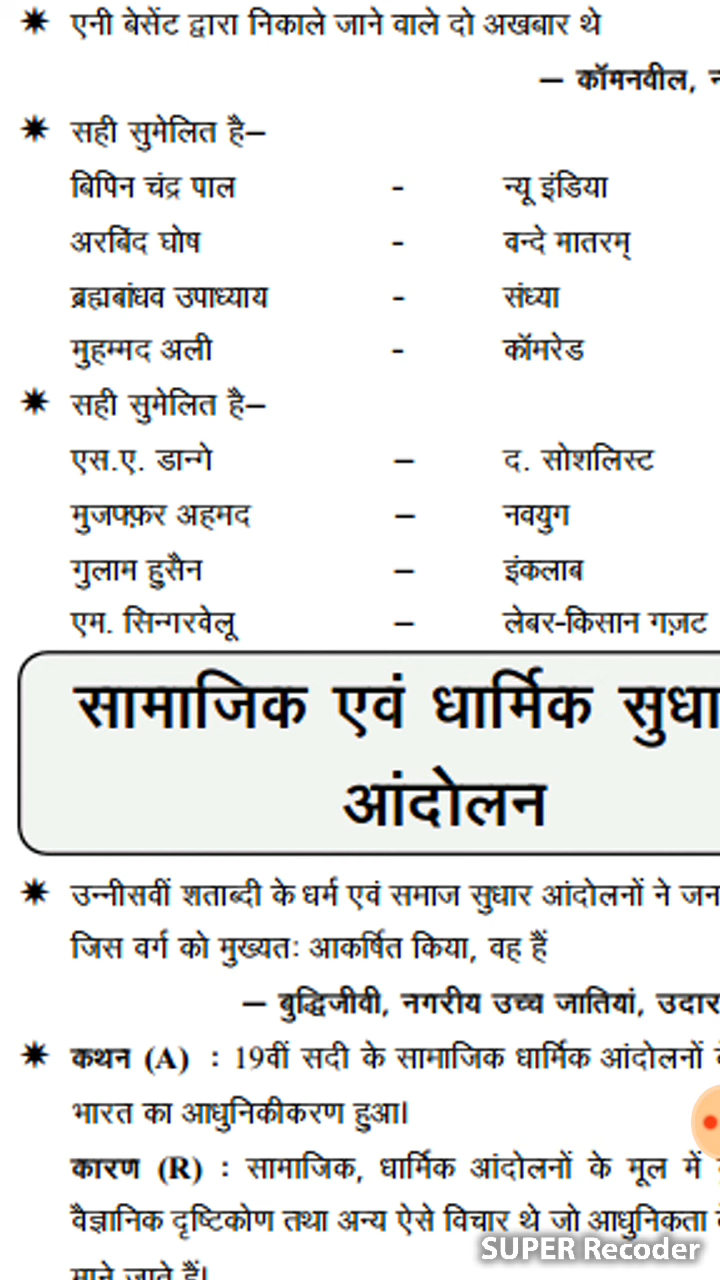 ✷ एनी बेसेंट द्वारा निकाले जाने वाले दो अखबार थे
– कॉमनवील,
✷ सही सुमेलित है–
बिपिन चंद्र पाल - न्यू इंडिया
अरबिंद घोष - वन्दे मातरम्
ब्रह्मबांधव उपाध्याय - संध्या
मुहम्मद अली - कॉमरेड
✷ सही सुमेलित है–
एस.ए. डान्गे – द. सोशलिस्ट
मुजफ्फ़र अहमद – नवयुग
गुलाम हुसैन – इंकलाब
एम. सिन्गरवेलू – लेबर-किसान गज़ट
सामाजिक एवं धार्मिक सुधा
आंदोलन
✷ उन्नीसवीं शताब्दी के धर्म एवं समाज सुधार आंदोलनों ने जन
जिस वर्ग को मुख्यतः आकर्षित किया, वह हैं
– बुद्धिजीवी, नगरीय उच्च जातियां, उदार
✷ कथन (A) : 19वीं सदी के सामाजिक धार्मिक आंदोलनों
भारत का आधुनिकीकरण हुआ।
कारण (R) : सामाजिक, धार्मिक आंदोलनों के मूल में
वैज्ञानिक दृष्टिकोण तथा अन्य ऐसे विचार थे जो आधुनिकता
माने जाते हैं।
SUPER Recoder